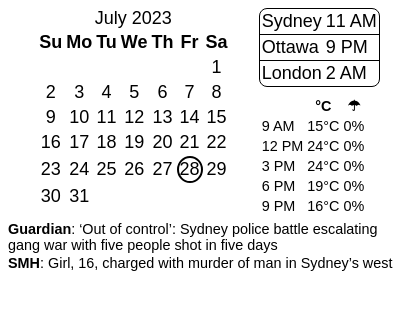 July 2023
Su Mo Tu We Th Fr Sa
1
2 3 4 5 6 7 8
9 10 11 12 13 14 15
16 17 18 19 20 21 22
23 24 25 26 27 28 29
30 31
Sydney 11 AM
Ottawa 9 PM
London 2 AM
°C ☂
9 AM 15°C 0%
12 PM 24°C 0%
3 PM 24°C 0%
6 PM 19°C 0%
9 PM 16°C 0%
Guardian: ‘Out of control’: Sydney police battle escalating
gang war with five people shot in five days
SMH: Girl, 16, charged with murder of man in Sydney’s west